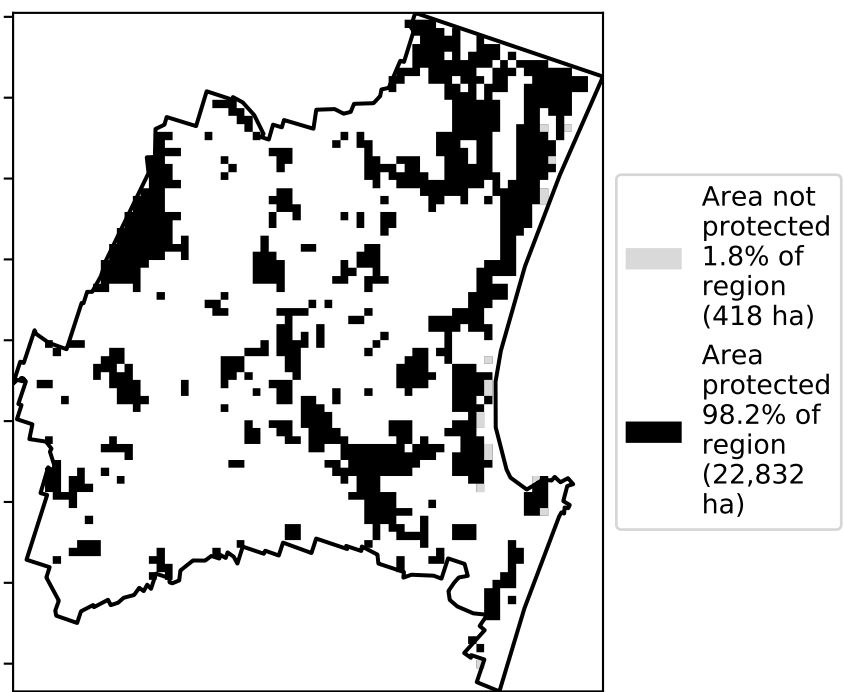 Area not
protected
1.8% of
region
(418 ha)
Area
protected
98.2% of
region
(22,832
ha)